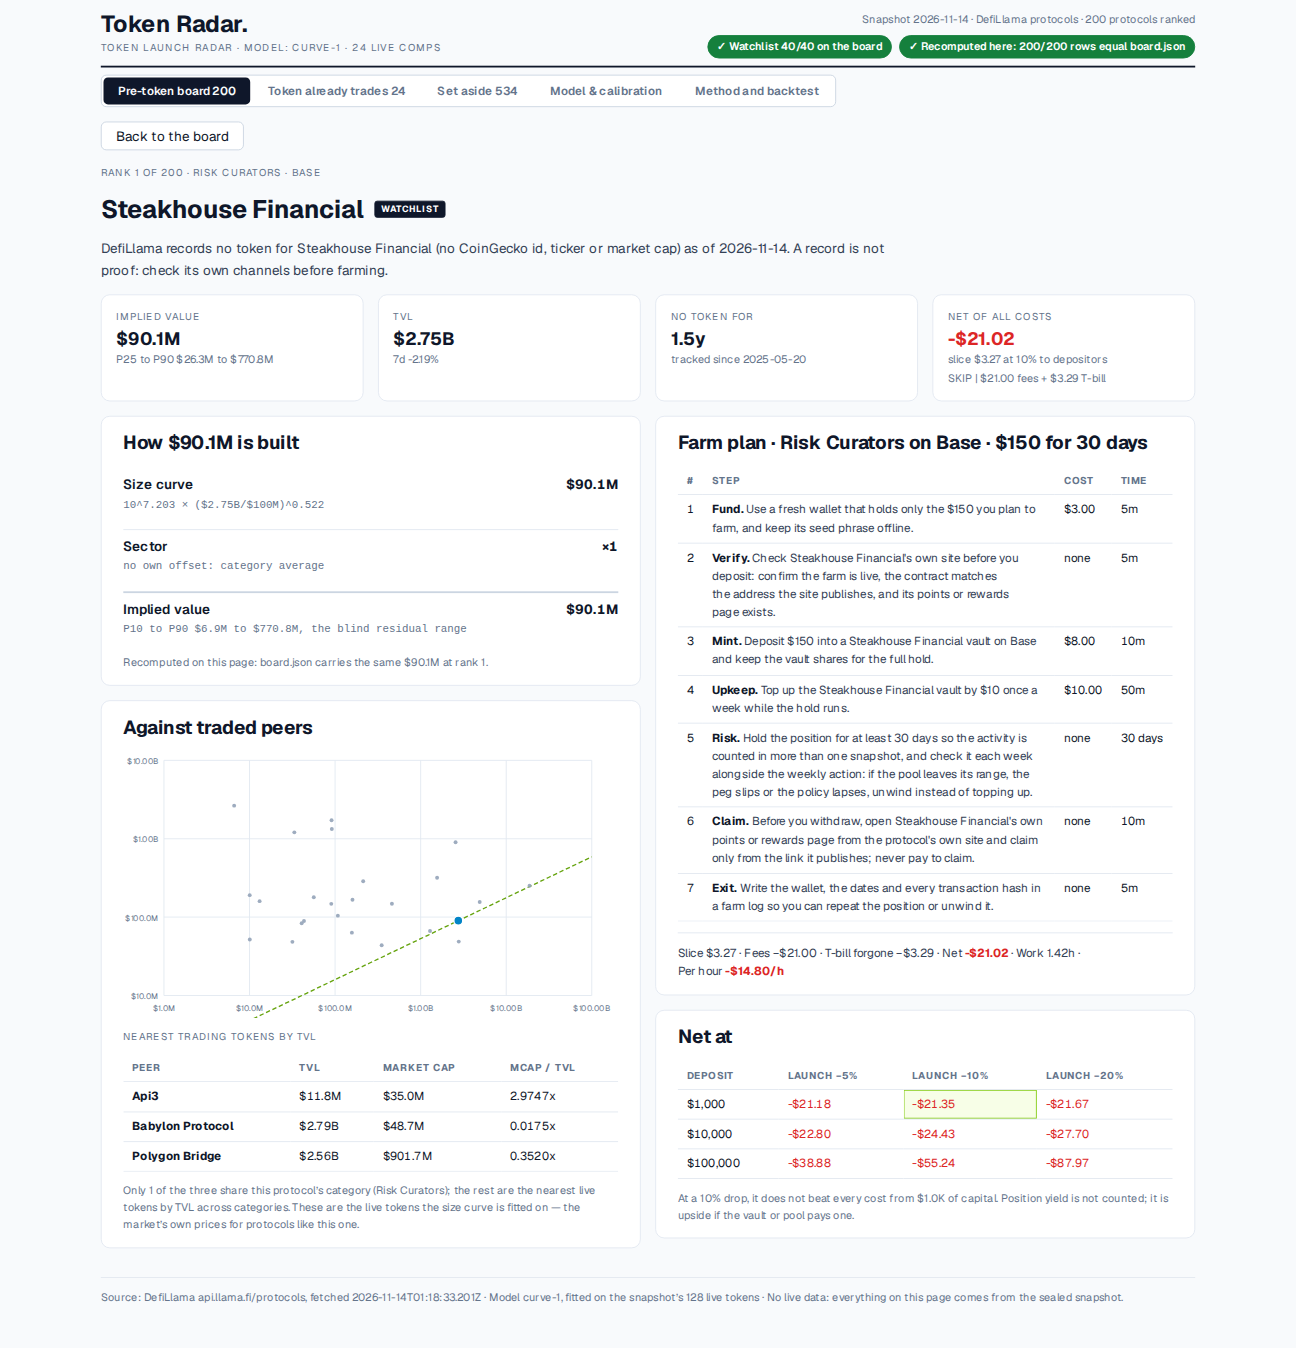 Token Radar.
TOKEN LAUNCH RADAR · MODEL: CURVE-1 · 24 LIVE COMPS
Snapshot 2026-11-14 · DefiLlama protocols · 200 protocols ranked
✓ Watchlist 40/40 on the board
✓ Recomputed here: 200/200 rows equal board.json
Pre-token board 200
Token already trades 24
Set aside 534
Model & calibration
Method and backtest
Back to the board
RANK 1 OF 200 · RISK CURATORS · BASE
Steakhouse Financial WATCHLIST
DefiLlama records no token for Steakhouse Financial (no CoinGecko id, ticker or market cap) as of 2026-11-14. A record is not
proof: check its own channels before farming.
IMPLIED VALUE
$90.1M
P25 to P90 $26.3M to $770.8M
TVL
$2.75B
7d -2.19%
NO TOKEN FOR
1.5y
tracked since 2025-05-20
NET OF ALL COSTS
-$21.02
slice $3.27 at 10% to depositors
SKIP | $21.00 fees + $3.29 T-bill
How $90.1M is built
Size curve $90.1M
10^7.203 × ($2.75B/$100M)^0.522
Sector ×1
no own offset: category average
Implied value $90.1M
P10 to P90 $6.9M to $770.8M, the blind residual range
Recomputed on this page: board.json carries the same $90.1M at rank 1.
Against traded peers
$10.00B
$1.00B
$100.0M
$10.0M
$1.0M $10.0M $100.0M $1.00B $10.00B $100.00B
NEAREST TRADING TOKENS BY TVL
PEER TVL MARKET CAP MCAP / TVL
Api3 $11.8M $35.0M 2.9747x
Babylon Protocol $2.79B $48.7M 0.0175x
Polygon Bridge $2.56B $901.7M 0.3520x
Only 1 of the three share this protocol's category (Risk Curators); the rest are the nearest live
tokens by TVL across categories. These are the live tokens the size curve is fitted on — the
market's own prices for protocols like this one.
Farm plan · Risk Curators on Base · $150 for 30 days
# STEP COST TIME
1 Fund. Use a fresh wallet that holds only the $150 you plan to $3.00 5m
farm, and keep its seed phrase offline.
2 Verify. Check Steakhouse Financial's own site before you none 5m
deposit: confirm the farm is live, the contract matches
the address the site publishes, and its points or rewards
page exists.
3 Mint. Deposit $150 into a Steakhouse Financial vault on Base $8.00 10m
and keep the vault shares for the full hold.
4 Upkeep. Top up the Steakhouse Financial vault by $10 once a $10.00 50m
week while the hold runs.
5 Risk. Hold the position for at least 30 days so the activity is none 30 days
counted in more than one snapshot, and check it each week
alongside the weekly action: if the pool leaves its range, the
peg slips or the policy lapses, unwind instead of topping up.
6 Claim. Before you withdraw, open Steakhouse Financial's own none 10m
points or rewards page from the protocol's own site and claim
only from the link it publishes; never pay to claim.
7 Exit. Write the wallet, the dates and every transaction hash in none 5m
a farm log so you can repeat the position or unwind it.
Slice $3.27 · Fees −$21.00 · T-bill forgone −$3.29 · Net -$21.02 · Work 1.42h ·
Per hour -$14.80/h
Net at
DEPOSIT LAUNCH −5% LAUNCH −10% LAUNCH −20%
$1,000 -$21.18 -$21.35 -$21.67
$10,000 -$22.80 -$24.43 -$27.70
$100,000 -$38.88 -$55.24 -$87.97
At a 10% drop, it does not beat every cost from $1.0K of capital. Position yield is not counted; it is
upside if the vault or pool pays one.
Source: DefiLlama api.llama.fi/protocols, fetched 2026-11-14T01:18:33.201Z · Model curve-1, fitted on the snapshot's 128 live tokens · No live data: everything on this page comes from the sealed snapshot.